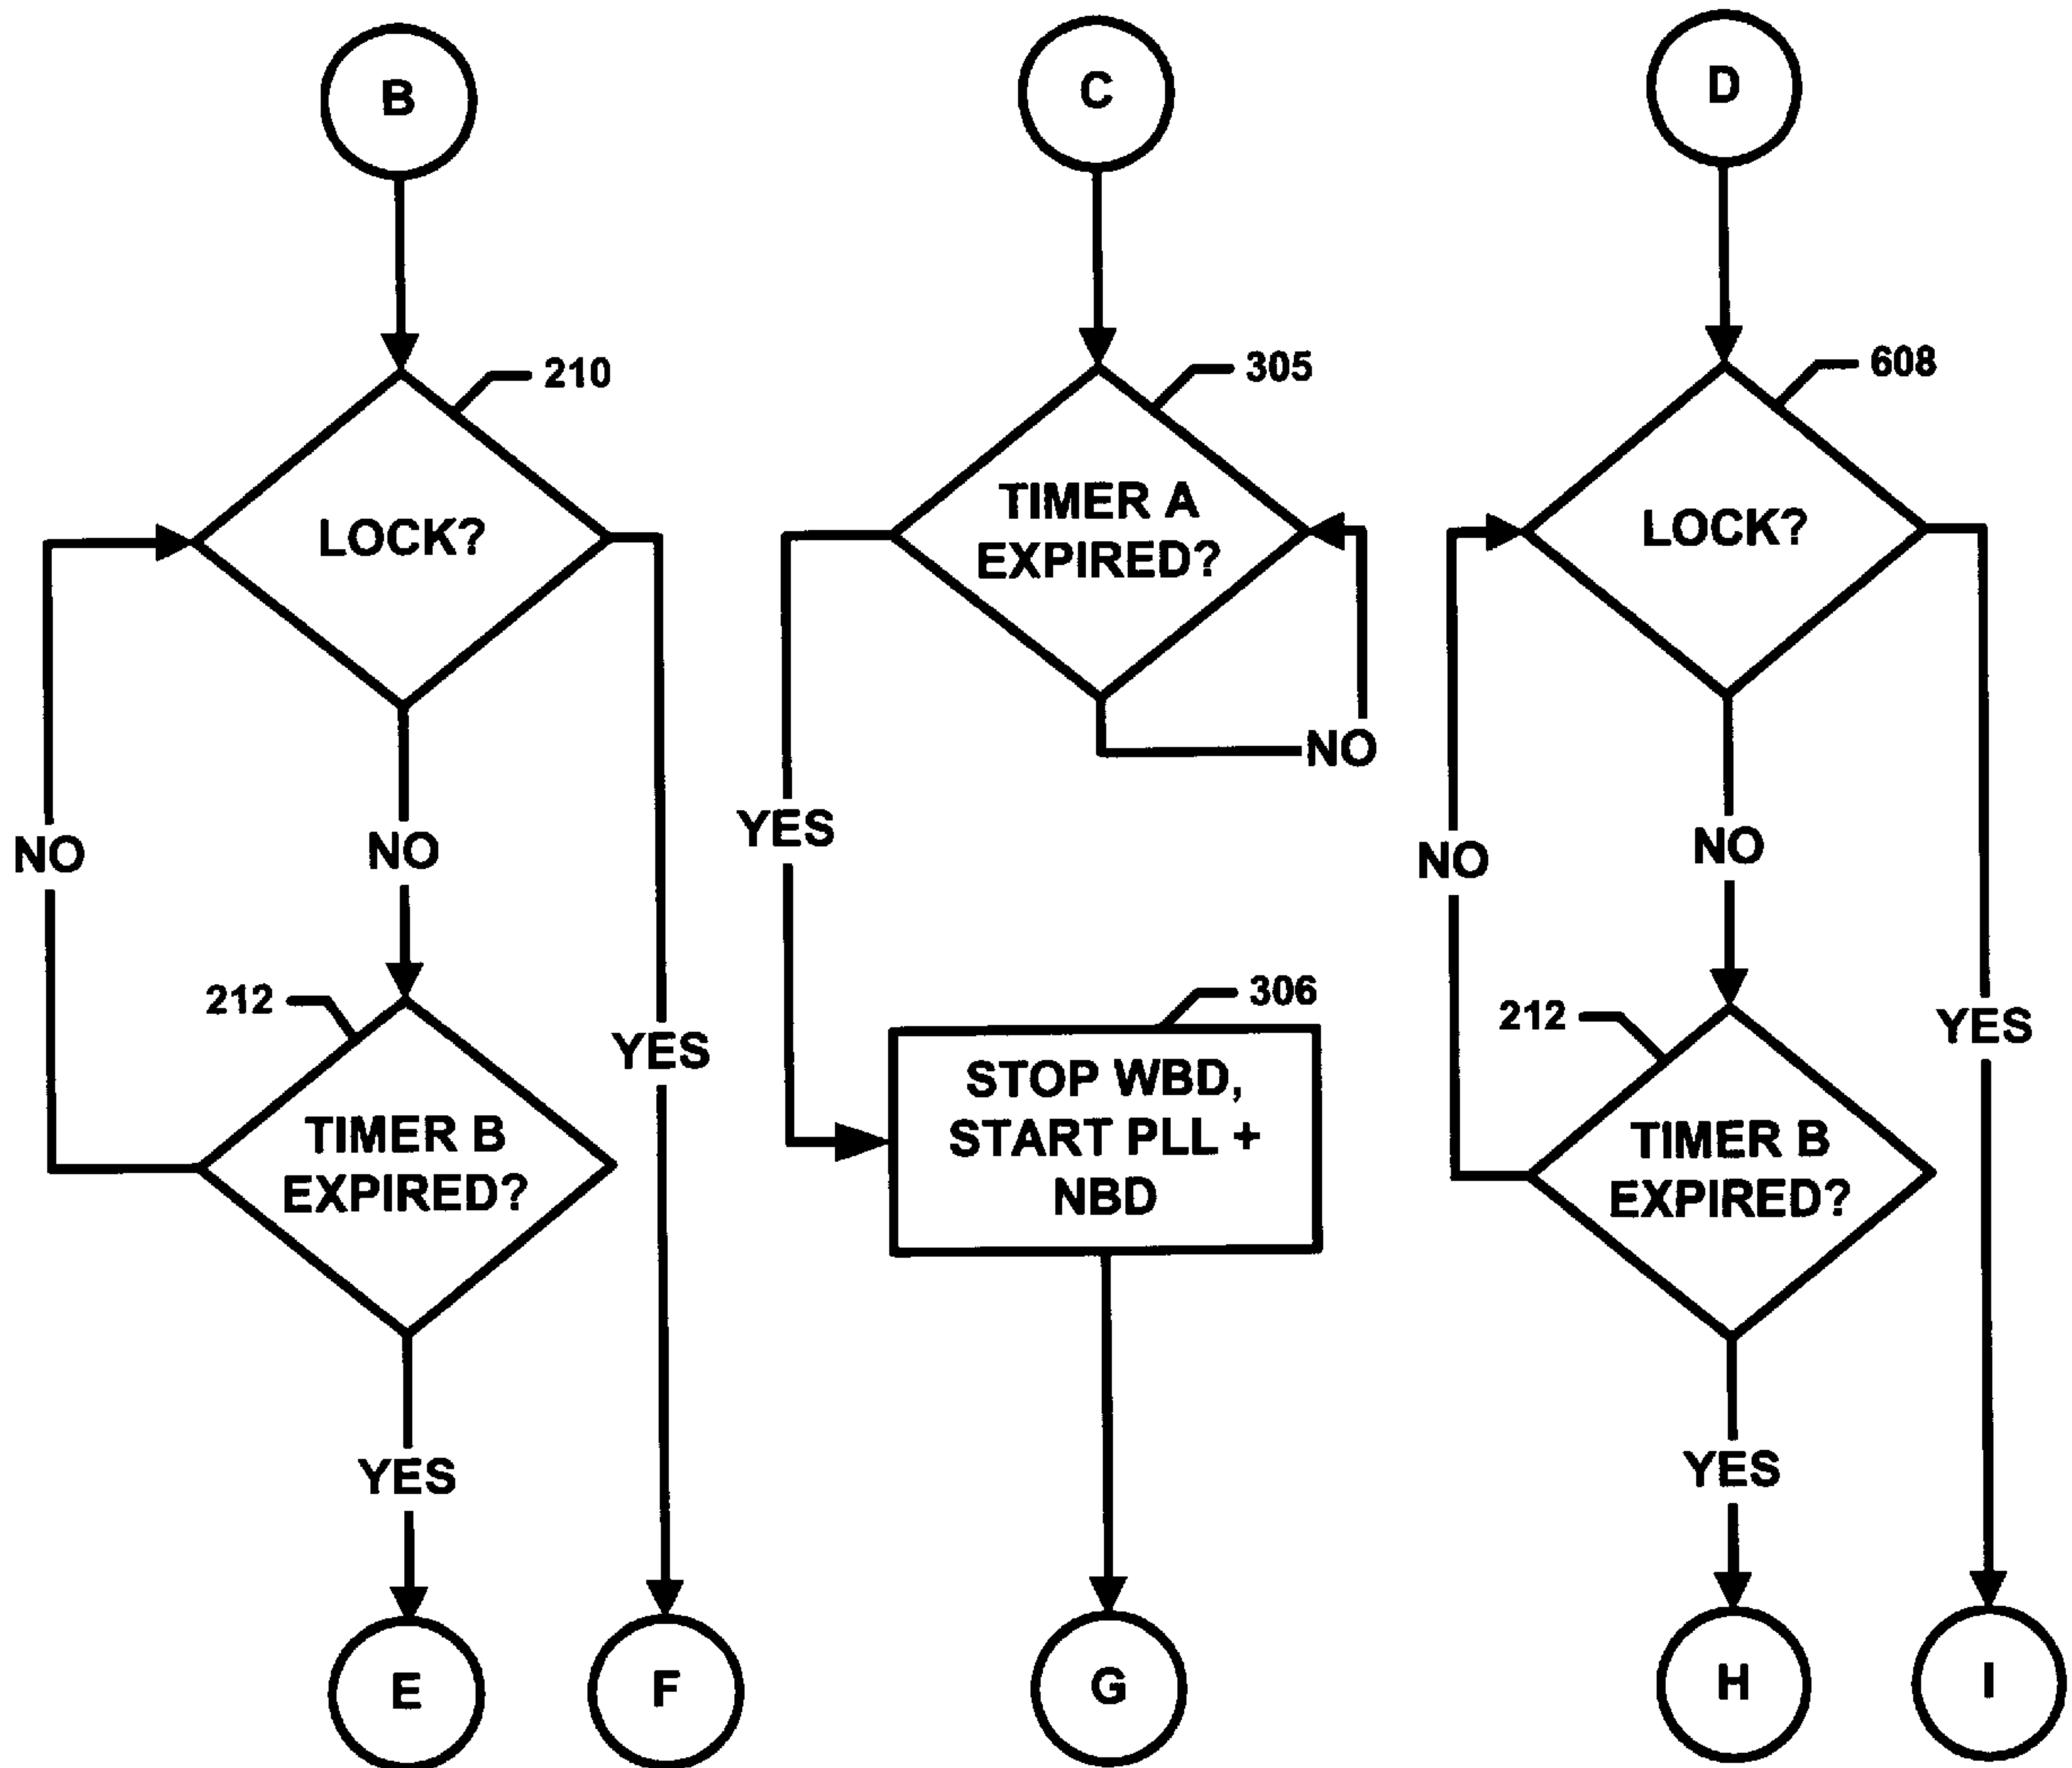 B
C
D
210
305
608
LOCK?
TIMER A
EXPIRED?
LOCK?
NO
YES
NO
NO
NO
NO
212
YES
306
212
YES
TIMER B
EXPIRED?
STOP WBD,
START PLL +
NBD
TIMER B
EXPIRED?
YES
YES
E
F
G
H
I